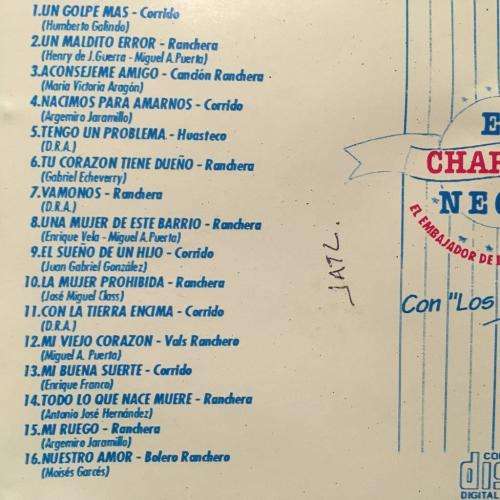 1.UN GOLPE MAS - Corrido
(Humberto Galindo)
2.UN MALDITO ERROR - Ranchera
(Henry de J.Guerra - Miguel A.Puerta)
3.ACONSEJEME AMIGO - Canción Ranchera
(Maria Victoria Aragón)
4.NACIMOS PARA AMARNOS - Corrido
(Argemiro Jaramillo)
5.TENGO UN PROBLEMA - Huasteco
(D.R.A.)
6.TU CORAZON TIENE DUEÑO - Ranchera
(Gabriel Echeverry)
7.VAMONOS - Ranchera
(D.R.A.)
8.UNA MUJER DE ESTE BARRIO - Ranchera
(Enrique Vela - Miguel A.Puerta)
9.EL SUEÑO DE UN HIJO - Corrido
(Juan Gabriel González)
10.LA MUJER PROHIBIDA - Ranchera
(José Miguel Class)
11.CON LA TIERRA ENCIMA - Corrido
(D.R.A.)
12.MI VIEJO CORAZON - Vals Ranchero
(Miguel A. Puerta)
13.MI BUENA SUERTE - Corrido
(Enrique Franco)
14.TODO LO QUE NACE MUERE - Ranchera
(Antonio José Hernández)
15.MI RUEGO - Ranchera
(Argemiro Jaramillo)
16.NUESTRO AMOR - Bolero Ranchero
(Moisés Garcés)
E
CHAR
NEG
EL EMBAJADOR DE
Con "Los
CO
dis
DIGITAL